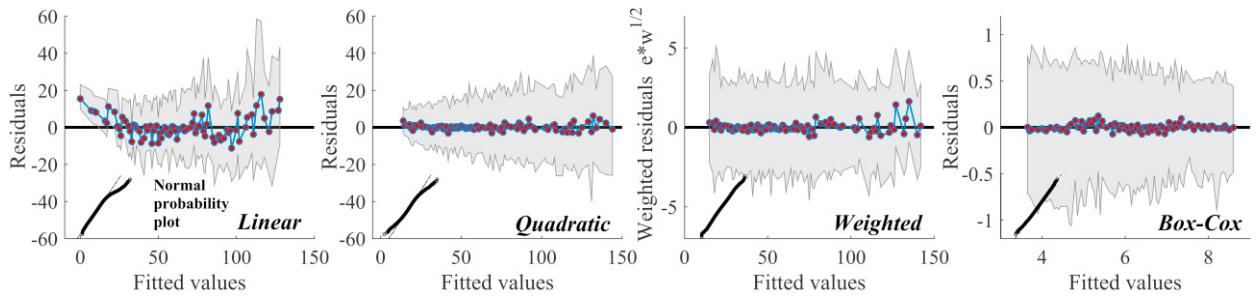 Residuals
60
40
20
0
-20
-40
-60
0
50
100
150
Fitted values
Normal
probability
plot
Linear
Residuals
60
40
20
0
-20
-40
-60
0
50
100
150
Fitted values
Quadratic
Weighted residuals e*w^1/2
5
0
-5
0
50
100
150
Fitted values
Weighted
Residuals
1
0.5
0
-0.5
-1
4
6
8
Fitted values
Box-Cox